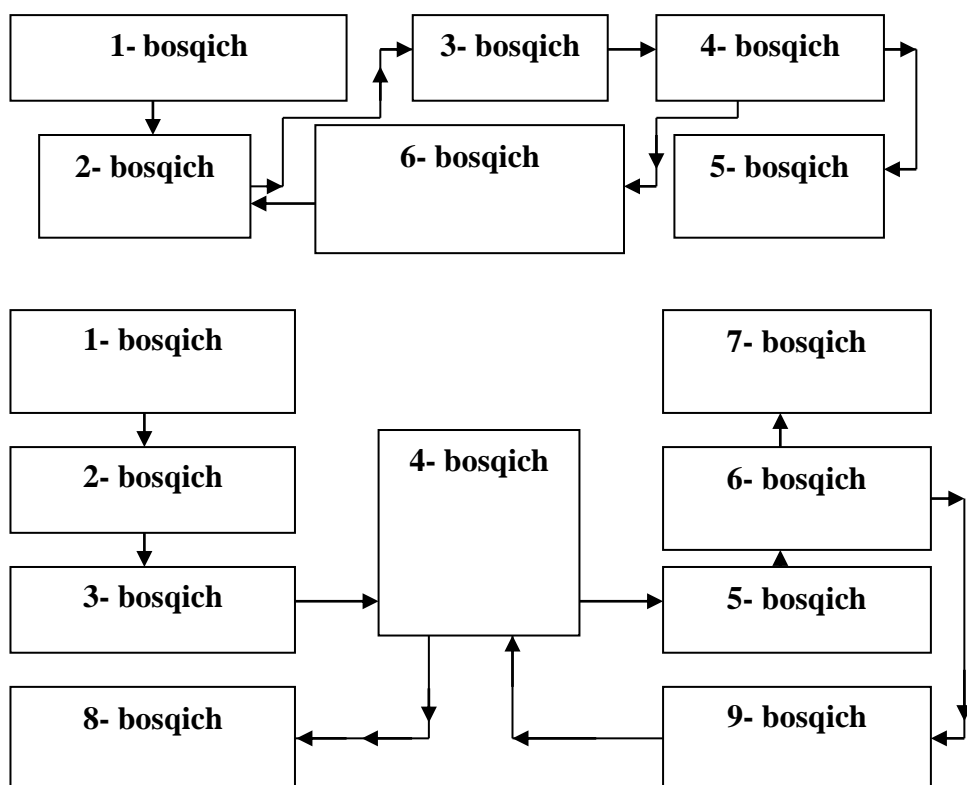 1- bosqich
3- bosqich
4- bosqich
2- bosqich
6- bosqich
5- bosqich
1- bosqich
7- bosqich
2- bosqich
4- bosqich
6- bosqich
3- bosqich
5- bosqich
8- bosqich
9- bosqich